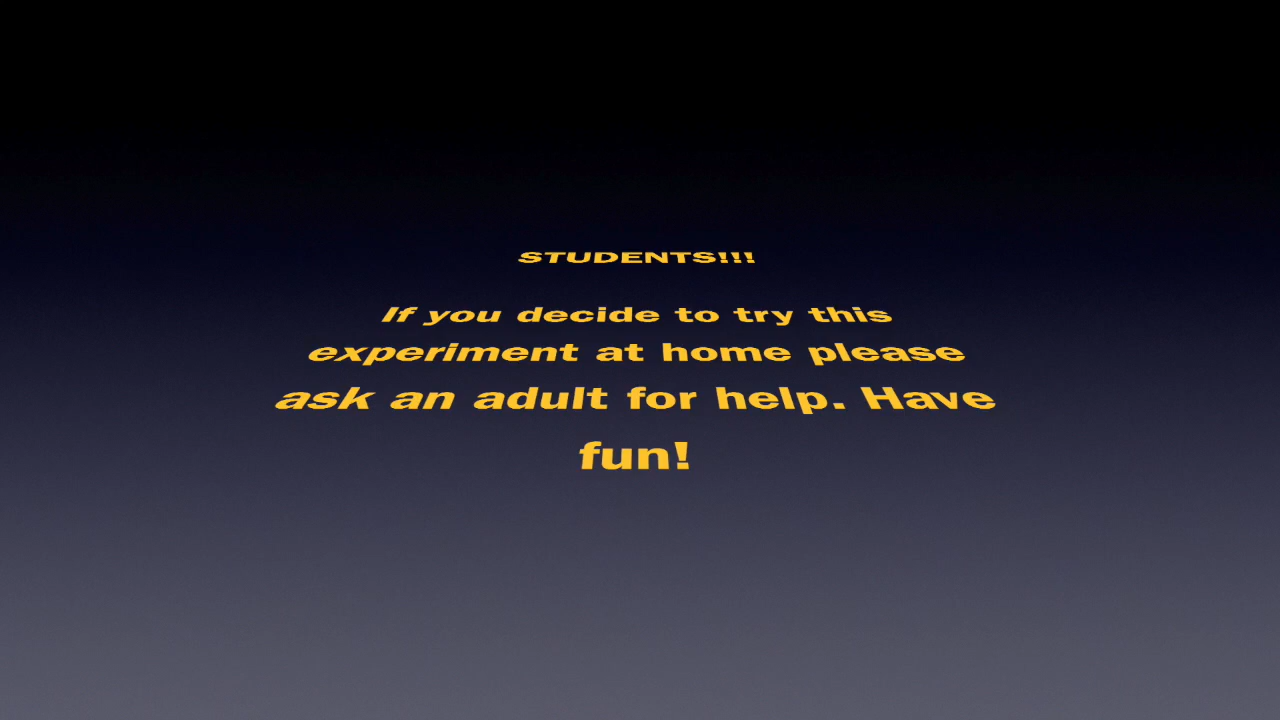 STUDENTS!!!
If you decide to try this
experiment at home please
ask an adult for help. Have
fun!